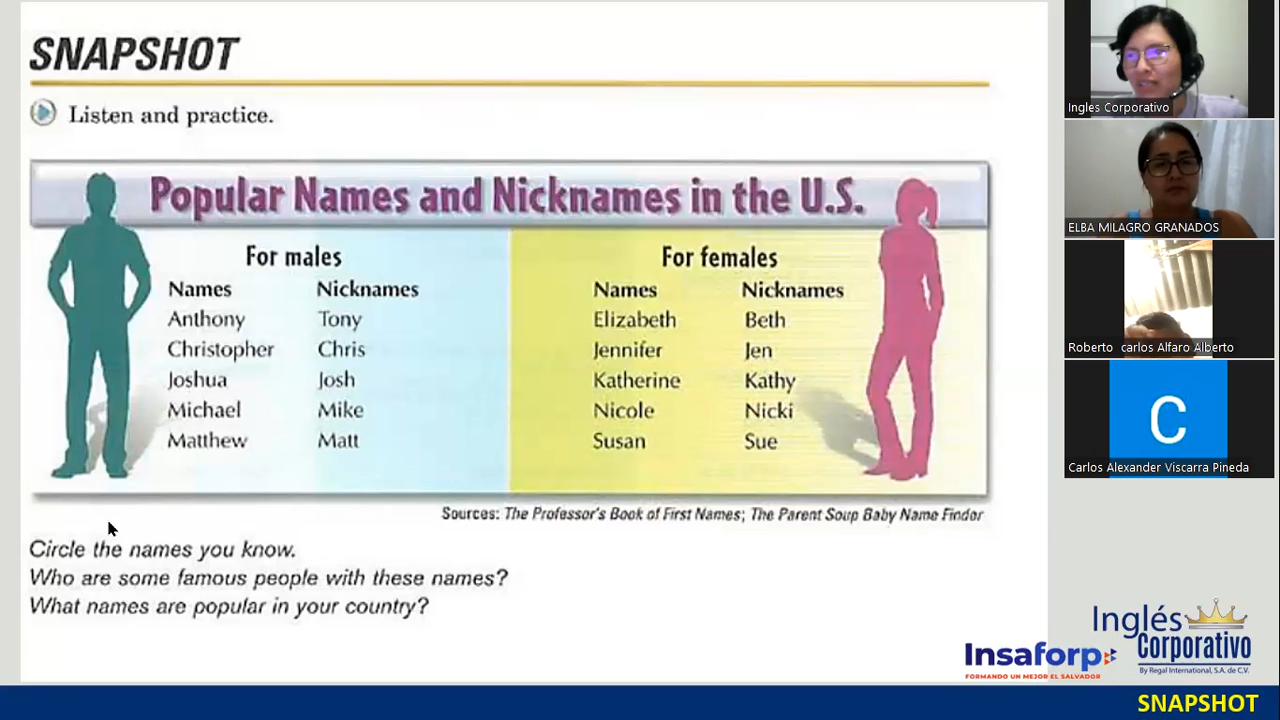 SNAPSHOT
Listen and practice.
Popular Names and Nicknames in the U.S.
For males
Names Nicknames
Anthony Tony
Christopher Chris
Joshua Josh
Michael Mike
Matthew Matt
For females
Names Nicknames
Elizabeth Beth
Jennifer Jen
Katherine Kathy
Nicole Nicki
Susan Sue
Sources: The Professor's Book of First Names; The Parent Soup Baby Name Finder
Circle the names you know.
Who are some famous people with these names?
What names are popular in your country?
Ingles Corporativo
ELBA MILAGRO GRANADOS
Roberto carlos Alfaro Alberto
C
Carlos Alexander Viscarra Pineda
Insaforp
FORMANDO UN MEJOR EL SALVADOR
Inglés
Corporativo
By Regal International, S.A. de C.V.
SNAPSHOT